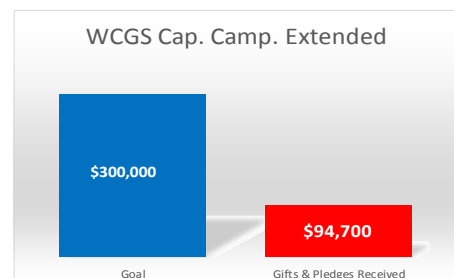 WCGS Cap. Camp. Extended
$300,000
$94,700
Goal
Gifts & Pledges Received